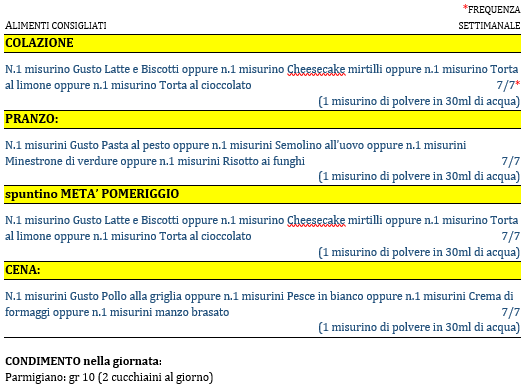 *FREQUENZA
ALIMENTI CONSIGLIATI SETTIMANALE
COLAZIONE
N.1 misurino Gusto Latte e Biscotti oppure n.1 misurino Cheesecake mirtilli oppure n.1 misurino Torta
al limone oppure n.1 misurino Torta al cioccolato 7/7*
(1 misurino di polvere in 30ml di acqua)
PRANZO:
N.1 misurini Gusto Pasta al pesto oppure n.1 misurini Semolino all'uovo oppure n.1 misurini
Minestrone di verdure oppure n.1 misurini Risotto ai funghi 7/7
(1 misurino di polvere in 30ml di acqua)
spuntino META' POMERIGGIO
N.1 misurino Gusto Latte e Biscotti oppure n.1 misurino Cheesecake mirtilli oppure n.1 misurino Torta
al limone oppure n.1 misurino Torta al cioccolato 7/7
(1 misurino di polvere in 30ml di acqua)
CENA:
N.1 misurini Gusto Pollo alla griglia oppure n.1 misurini Pesce in bianco oppure n.1 misurini Crema di
formaggi oppure n.1 misurini manzo brasato 7/7
(1 misurino di polvere in 30ml di acqua)
CONDIMENTO nella giornata:
Parmigiano: gr 10 (2 cucchiaini al giorno)